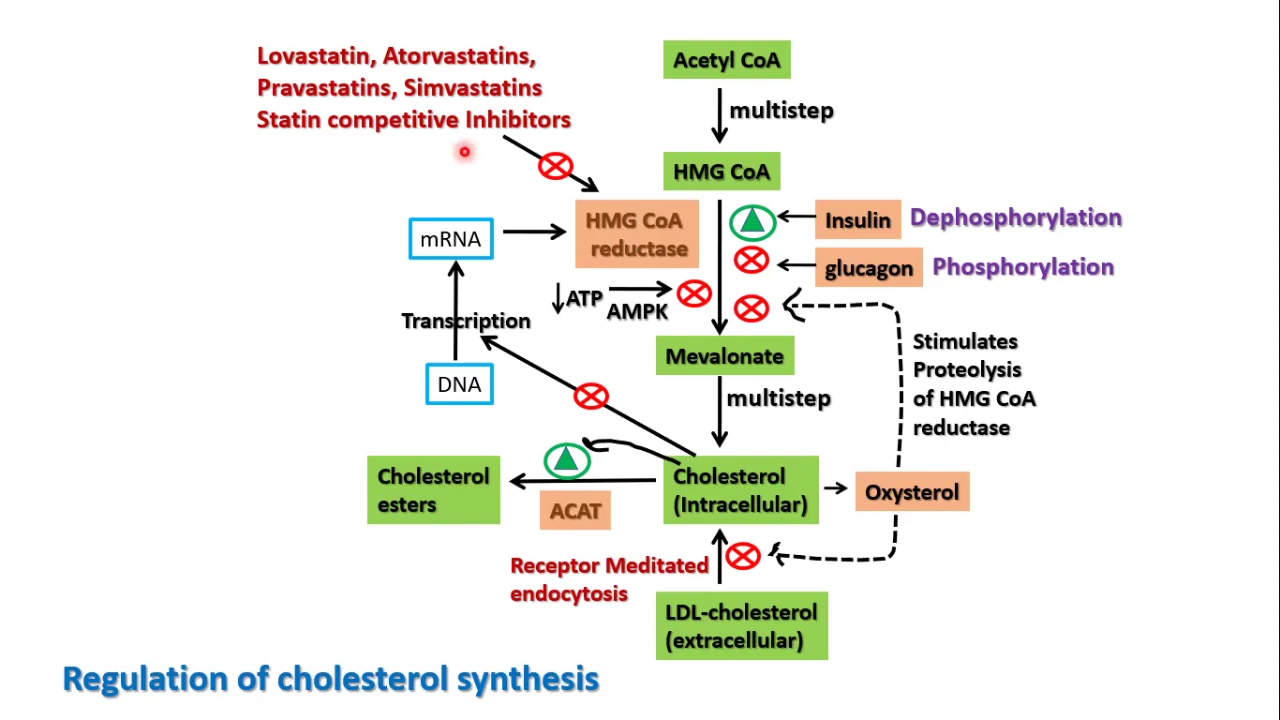 Lovastatin, Atorvastatins,
Pravastatins, Simvastatins
Statin competitive Inhibitors
Acetyl CoA
multistep
HMG CoA
HMG CoA
reductase
mRNA
Insulin
Dephosphorylation
glucagon
Phosphorylation
↓ATP
AMPK
Transcription
DNA
Mevalonate
multistep
Stimulates
Proteolysis
of HMG CoA
reductase
Cholesterol
esters
ACAT
Cholesterol
(Intracellular)
Oxysterol
Receptor Meditated
endocytosis
LDL-cholesterol
(extracellular)
Regulation of cholesterol synthesis